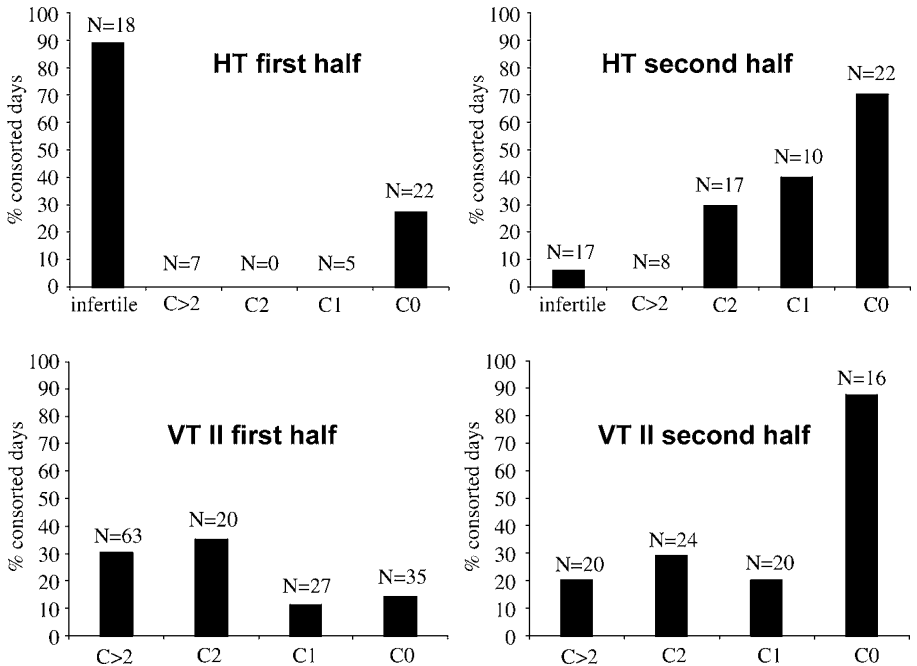 N=18
100
90
80
70
60
50
40
30
20
10
0
% consorted days
HT first half
N=7
N=0
N=5
N=22
infertile
C>2
C2
C1
C0
100
90
80
70
60
50
40
30
20
10
0
% consorted days
HT second half
N=17
N=8
N=17
N=10
N=22
infertile
C>2
C2
C1
C0
100
90
80
70
60
50
40
30
20
10
0
% consorted days
VT II first half
N=63
N=20
N=27
N=35
C>2
C2
C1
C0
100
90
80
70
60
50
40
30
20
10
0
% consorted days
VT II second half
N=20
N=24
N=20
N=16
C>2
C2
C1
C0